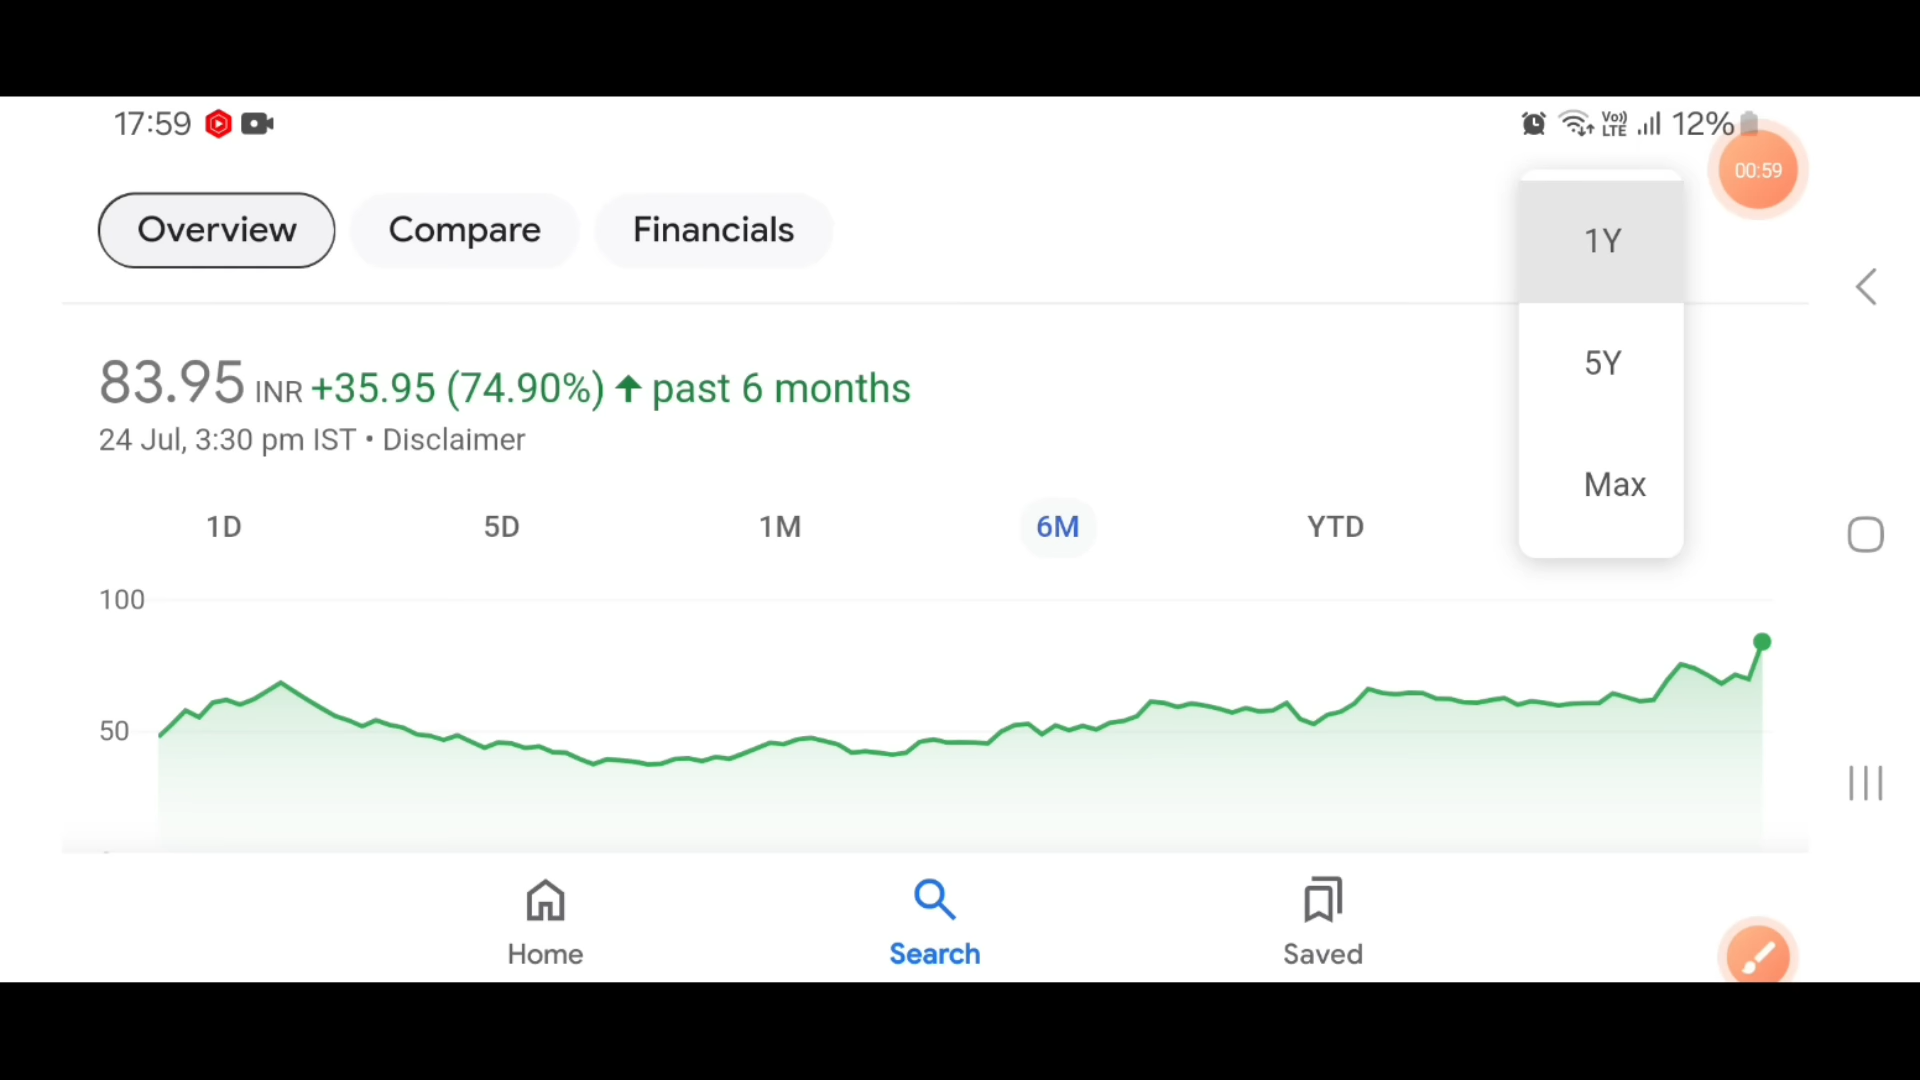 17:59
Vo)) LTE 12%
00:59
Overview Compare Financials
1Y
5Y
Max
83.95 INR +35.95 (74.90%) ↑ past 6 months
24 Jul, 3:30 pm IST • Disclaimer
1D 5D 1M 6M YTD
100
50
Home Search Saved